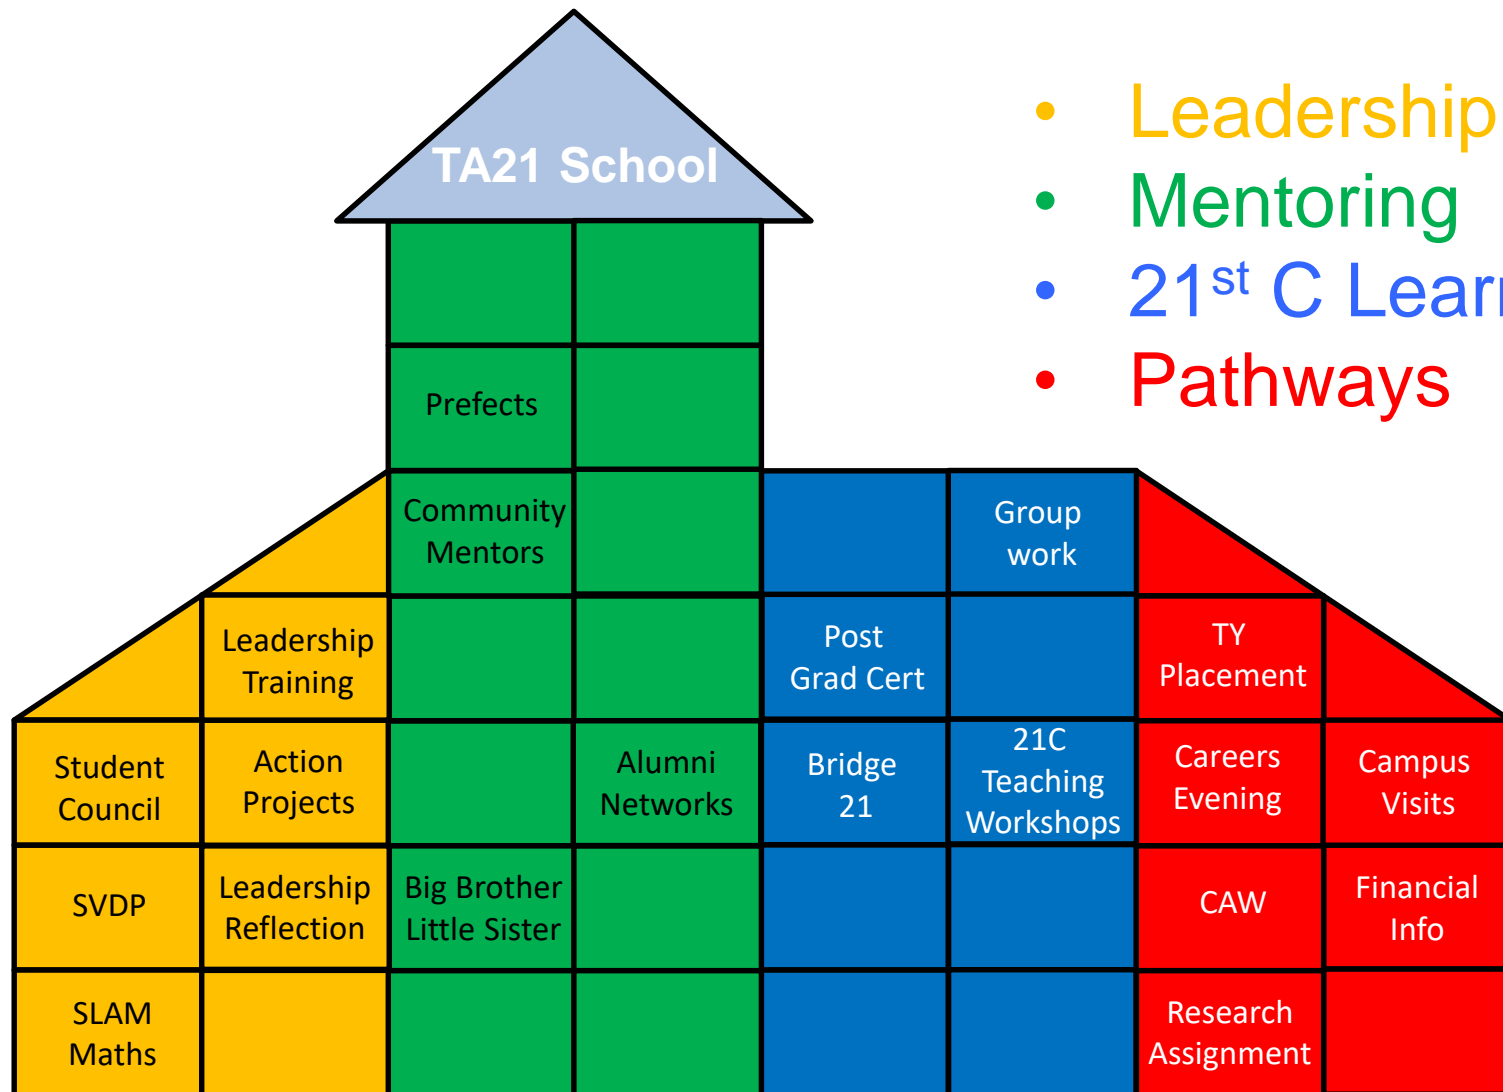 TA21 School
• Leadership
• Mentoring
• 21st C Lear
• Pathways
Prefects
Community
Mentors
Group
work
Leadership
Training
Post
Grad Cert
TY
Placement
Student
Council
Action
Projects
Alumni
Networks
Bridge
21
21C
Teaching
Workshops
Careers
Evening
Campus
Visits
SVDP
Leadership
Reflection
Big Brother
Little Sister
CAW
Financial
Info
SLAM
Maths
Research
Assignment